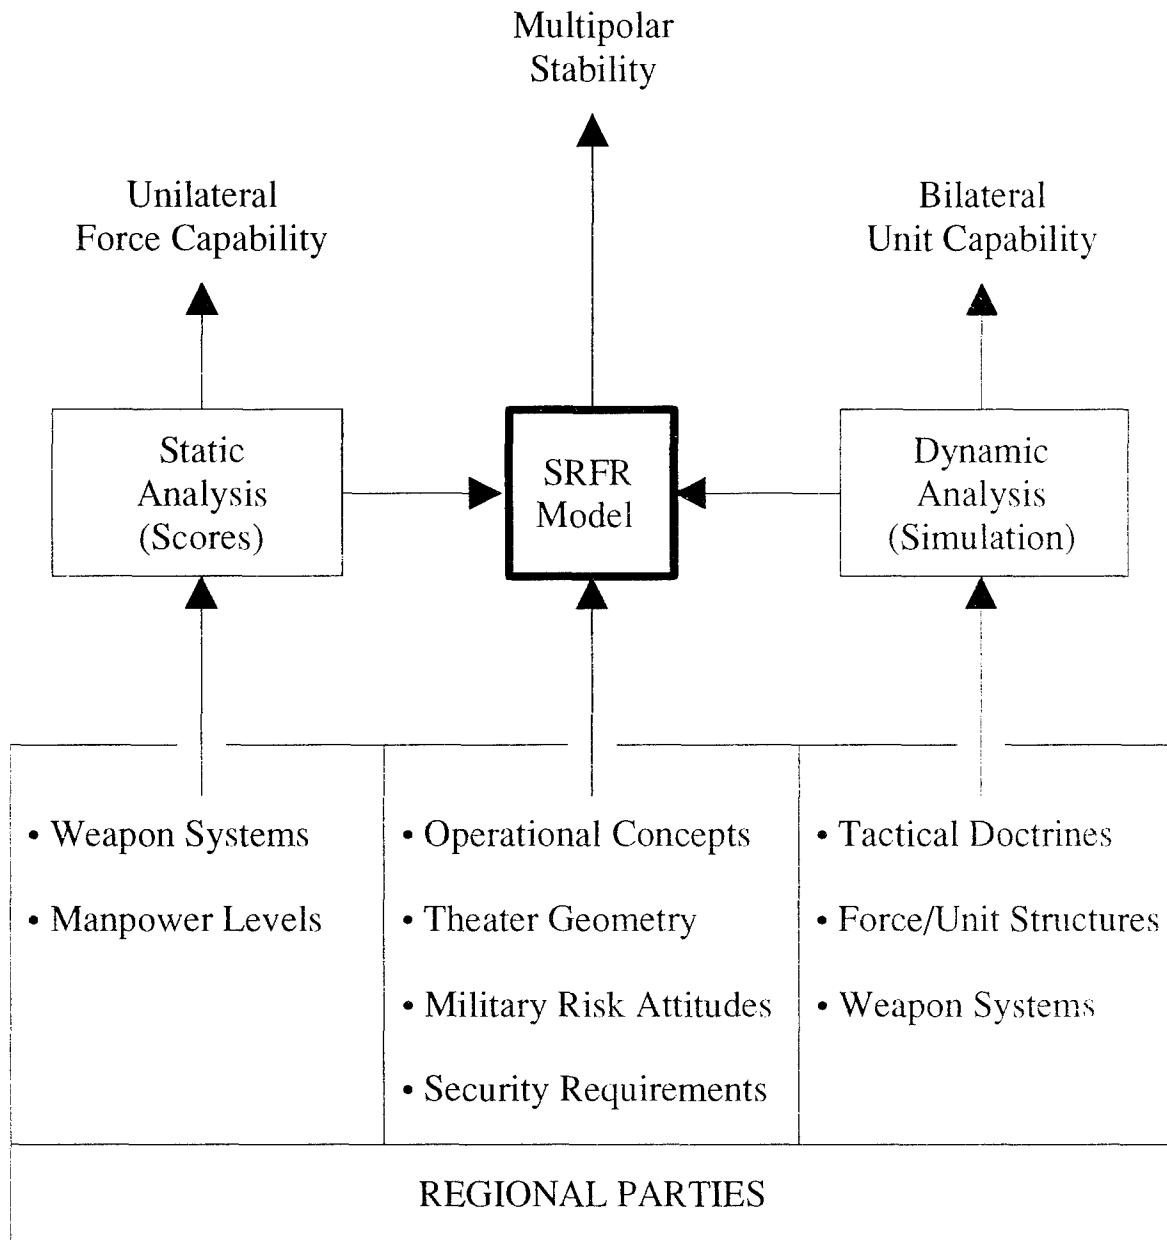 Multipolar
Stability
Unilateral
Force Capability
Bilateral
Unit Capability
Static
Analysis
(Scores)
SRFR
Model
Dynamic
Analysis
(Simulation)
• Weapon Systems
• Manpower Levels
• Operational Concepts
• Theater Geometry
• Military Risk Attitudes
• Security Requirements
• Tactical Doctrines
• Force/Unit Structures
• Weapon Systems
REGIONAL PARTIES